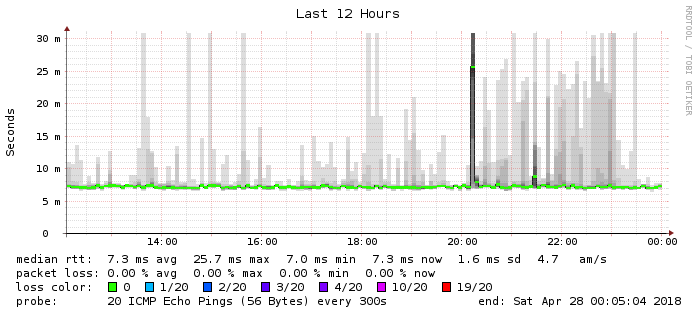 Last 12 Hours
RRDTOOL / TOBI OETIKER
Seconds
30 m
25 m
20 m
15 m
10 m
5 m
0
14:00 16:00 18:00 20:00 22:00 00:00
median rtt: 7.3 ms avg 25.7 ms max 7.0 ms min 7.3 ms now 1.6 ms sd 4.7 am/s
packet loss: 0.00 % avg 0.00 % max 0.00 % min 0.00 % now
loss color: 0 1/20 2/20 3/20 4/20 10/20 19/20
probe: 20 ICMP Echo Pings (56 Bytes) every 300s end: Sat Apr 28 00:05:04 2018